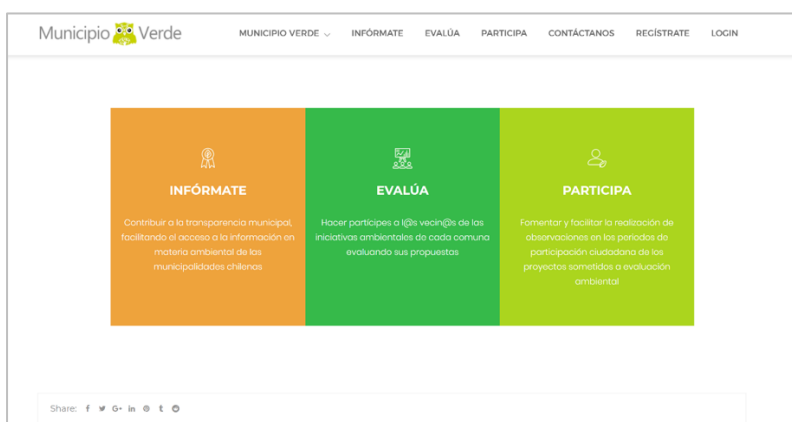 Municipio Verde
MUNICIPIO VERDE INFÓRMATE EVALÚA PARTICIPA CONTÁCTANOS REGÍSTRATE LOGIN
INFÓRMATE
Contribuir a la transparencia municipal,
facilitando el acceso a la información en
materia ambiental de las
municipalidades chilenas
EVALÚA
Hacer partícipes a l@s vecin@s de las
iniciativas ambientales de cada comuna
evaluando sus propuestas
PARTICIPA
Fomentar y facilitar la realización de
observaciones en los periodos de
participación ciudadana de los
proyectos sometidos a evaluación
ambiental
Share: f G+ in t